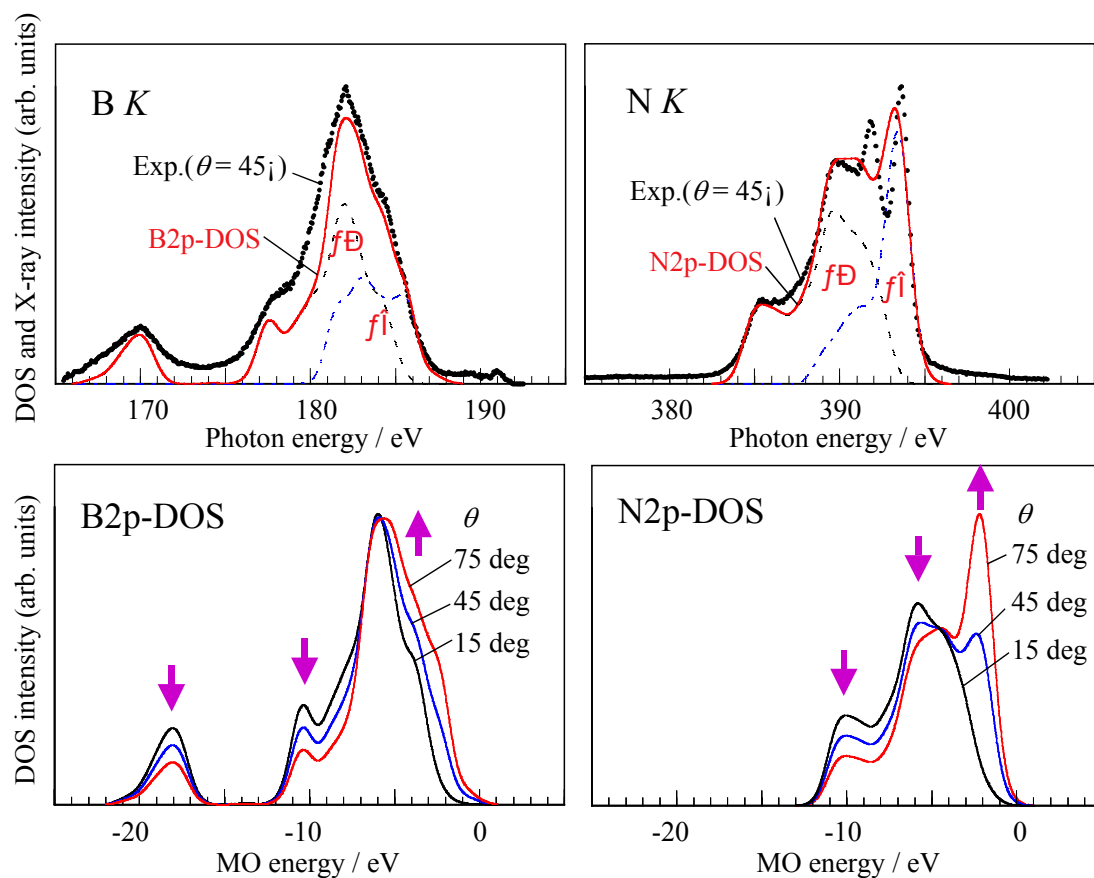 DOS and X-ray intensity (arb. units)
B K
Exp.(θ = 45¡)
B2p-DOS
ƒÐ
ƒÎ
170
180
190
Photon energy / eV
N K
Exp.(θ = 45¡)
N2p-DOS
ƒÐ
ƒÎ
380
390
400
Photon energy / eV
DOS intensity (arb. units)
B2p-DOS
θ
75 deg
45 deg
15 deg
-20
-10
0
MO energy / eV
N2p-DOS
θ
75 deg
45 deg
15 deg
-20
-10
0
MO energy / eV